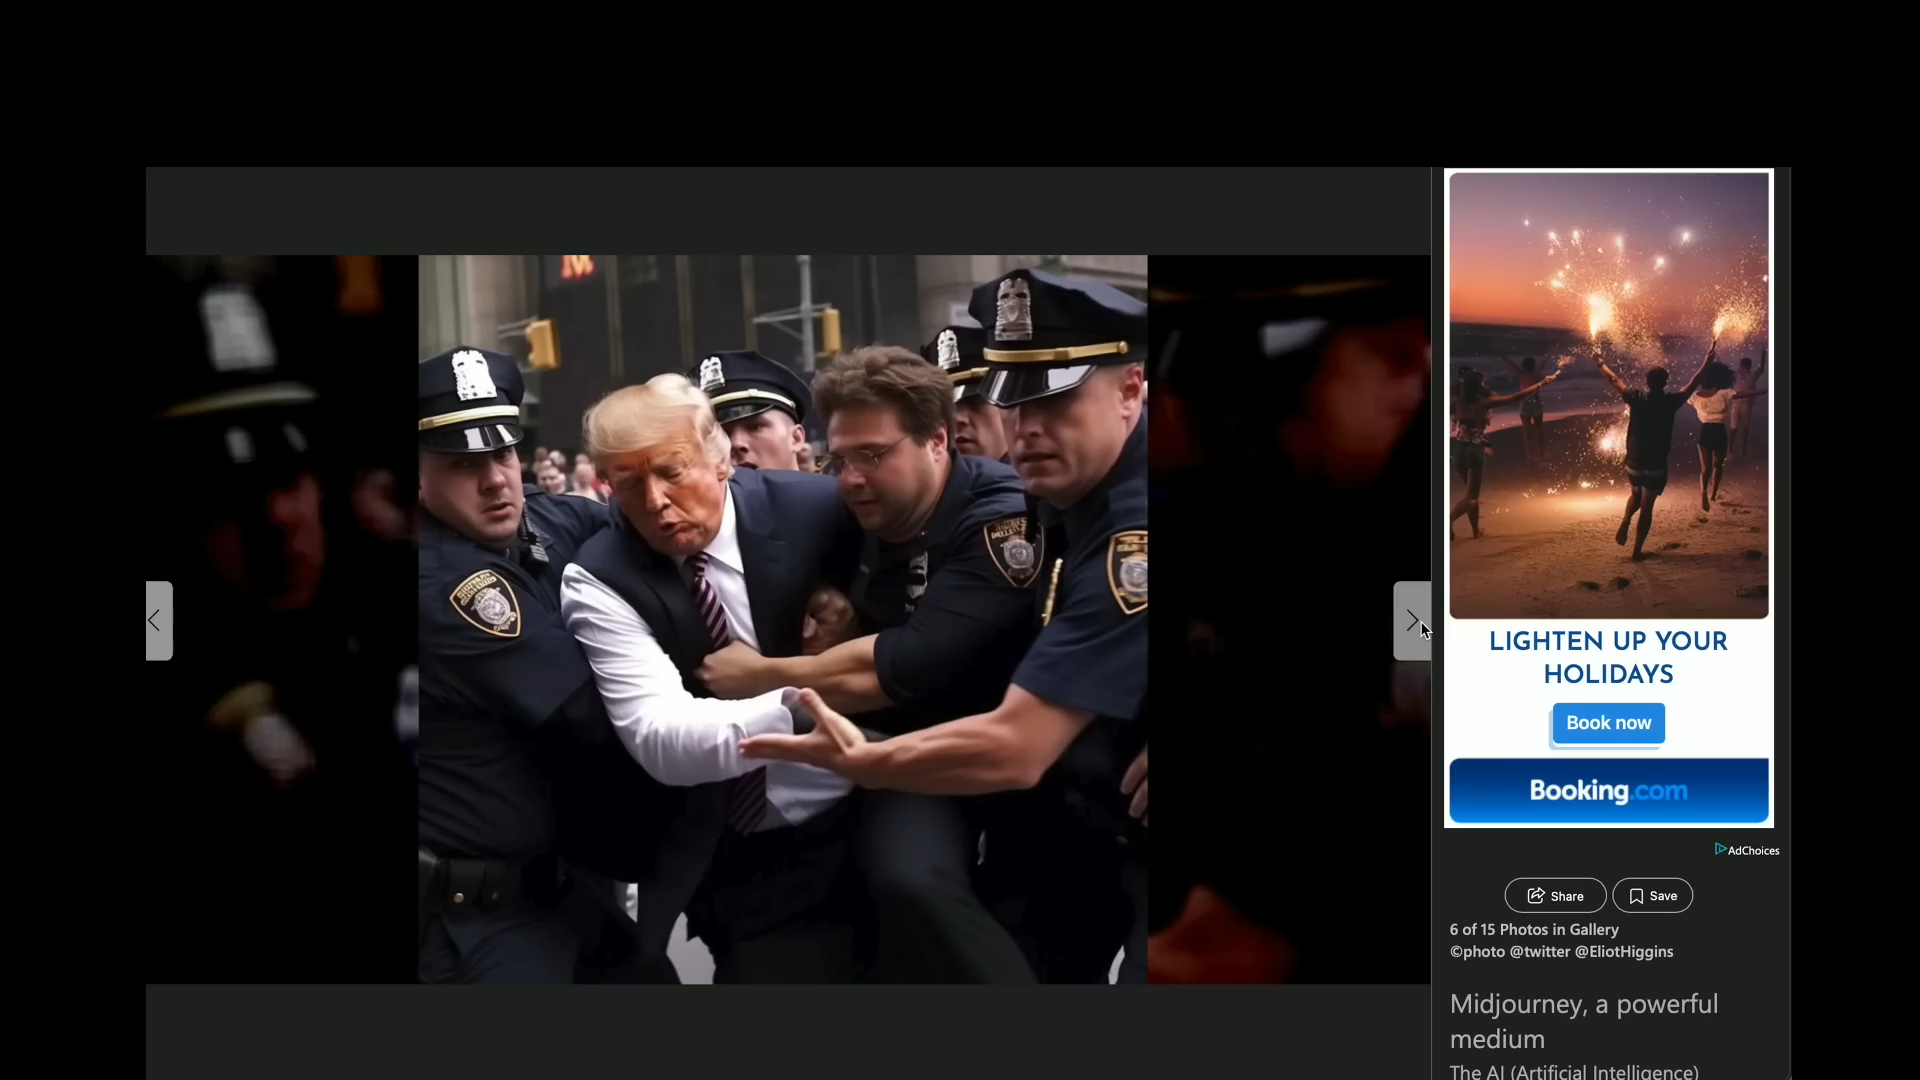 LIGHTEN UP YOUR
HOLIDAYS
Book now
Booking.com
AdChoices
Share
Save
6 of 15 Photos in Gallery
©photo @twitter @EliotHiggins
Midjourney, a powerful
medium
The AI (Artificial Intelligence)